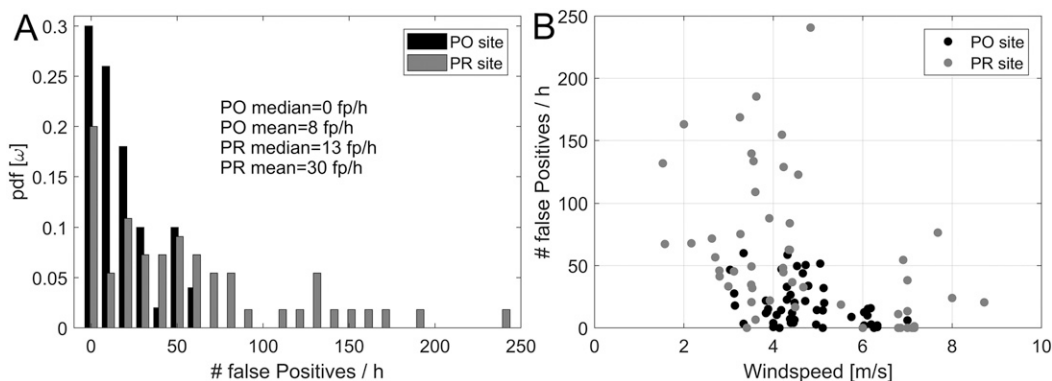 A
PO site
PR site
PO median=0 fp/h
PO mean=8 fp/h
PR median=13 fp/h
PR mean=30 fp/h
pdf [ω]
0.3
0.25
0.2
0.15
0.1
0.05
0
0 50 100 150 200 250
# false Positives / h
B
PO site
PR site
# false Positives / h
250
200
150
100
50
0
0 2 4 6 8 10
Windspeed [m/s]